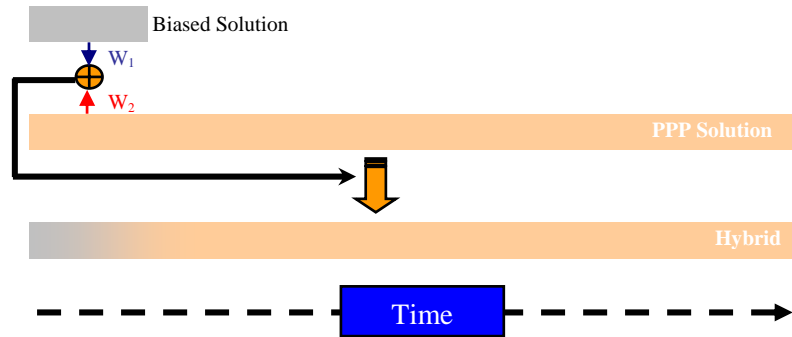 Biased Solution
W1
W2
PPP Solution
Hybrid
Time